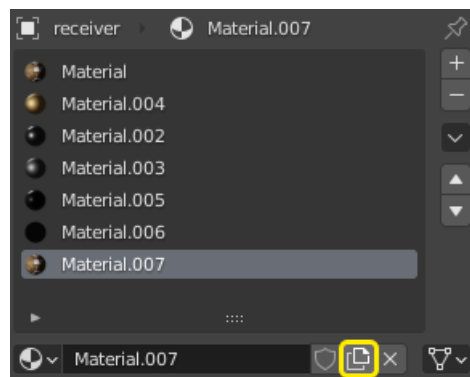 receiver Material.007
Material
Material.004
Material.002
Material.003
Material.005
Material.006
Material.007
Material.007